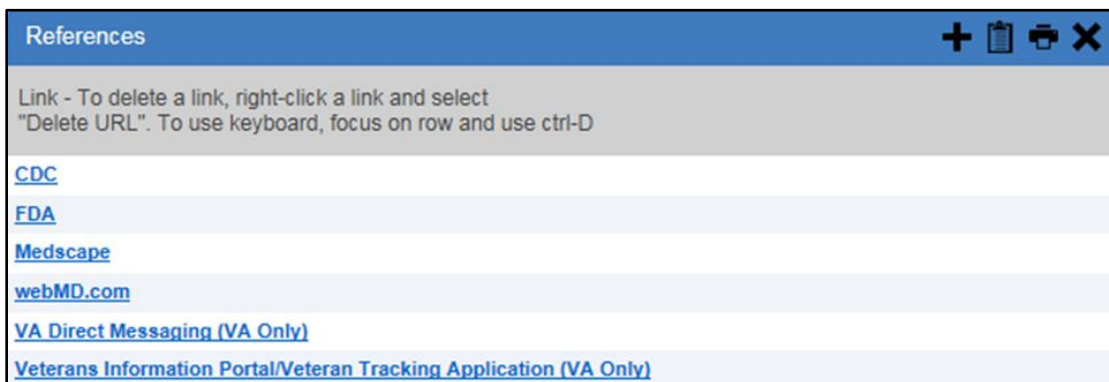 References
Link - To delete a link, right-click a link and select
"Delete URL". To use keyboard, focus on row and use ctrl-D
CDC
FDA
Medscape
webMD.com
VA Direct Messaging (VA Only)
Veterans Information Portal/Veteran Tracking Application (VA Only)